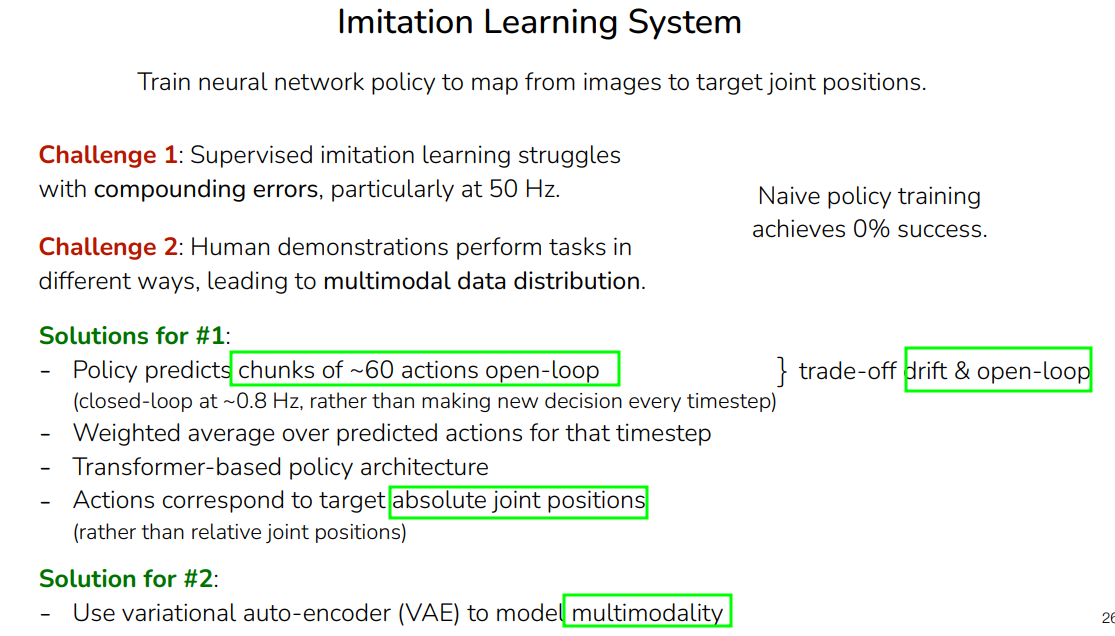 Imitation Learning System
Train neural network policy to map from images to target joint positions.
Challenge 1: Supervised imitation learning struggles
with compounding errors, particularly at 50 Hz.
Naive policy training
achieves 0% success.
Challenge 2: Human demonstrations perform tasks in
different ways, leading to multimodal data distribution.
Solutions for #1:
- Policy predicts chunks of ~60 actions open-loop
(closed-loop at ~0.8 Hz, rather than making new decision every timestep)
} trade-off drift & open-loop
- Weighted average over predicted actions for that timestep
- Transformer-based policy architecture
- Actions correspond to target absolute joint positions
(rather than relative joint positions)
Solution for #2:
- Use variational auto-encoder (VAE) to model multimodality
26